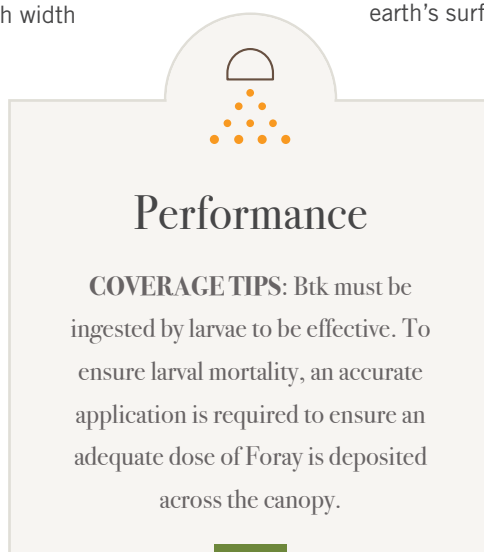 h width
earth's surf
Performance
COVERAGE TIPS: Btk must be
ingested by larvae to be effective. To
ensure larval mortality, an accurate
application is required to ensure an
adequate dose of Foray is deposited
across the canopy.